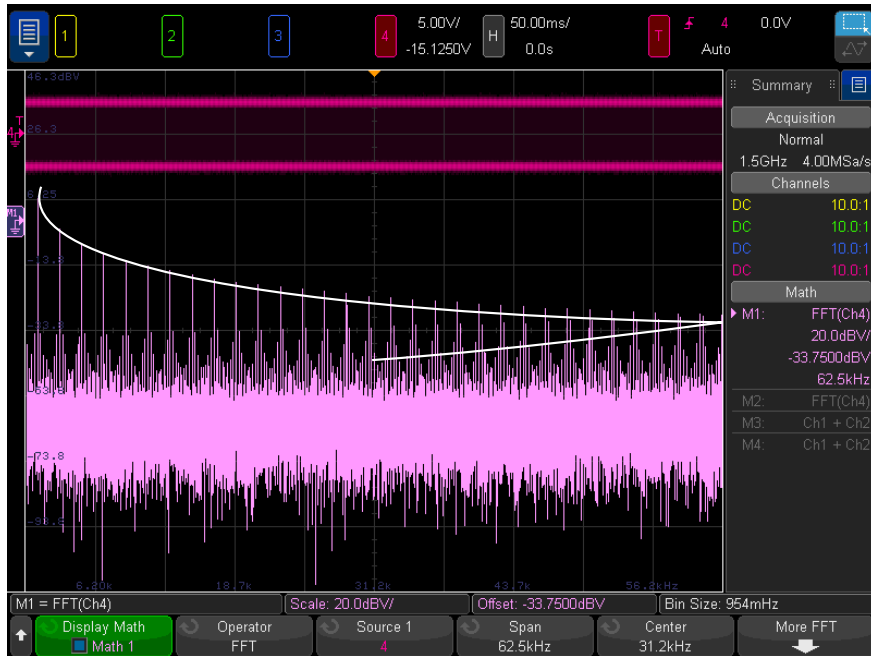 1 2 3 4 5.00V/ H 50.00ms/ T 4 0.0V
-15.1250V 0.0s Auto
46.3dBV
26.3
6.25
-13.8
-33.8
-53.8
-73.8
-93.8
T
4
M1
6.20k 18.7k 31.2k 43.7k 56.2kHz
Summary
Acquisition
Normal
1.5GHz 4.00MSa/s
Channels
DC 10.0:1
DC 10.0:1
DC 10.0:1
DC 10.0:1
Math
M1: FFT(Ch4)
20.0dBV/
-33.7500dBV
62.5kHz
M2: FFT(Ch4)
M3: Ch1 + Ch2
M4: Ch1 + Ch2
M1 = FFT(Ch4) Scale: 20.0dBV/ Offset: -33.7500dBV Bin Size: 954mHz
Display Math Operator Source 1 Span Center More FFT
Math 1 FFT 4 62.5kHz 31.2kHz